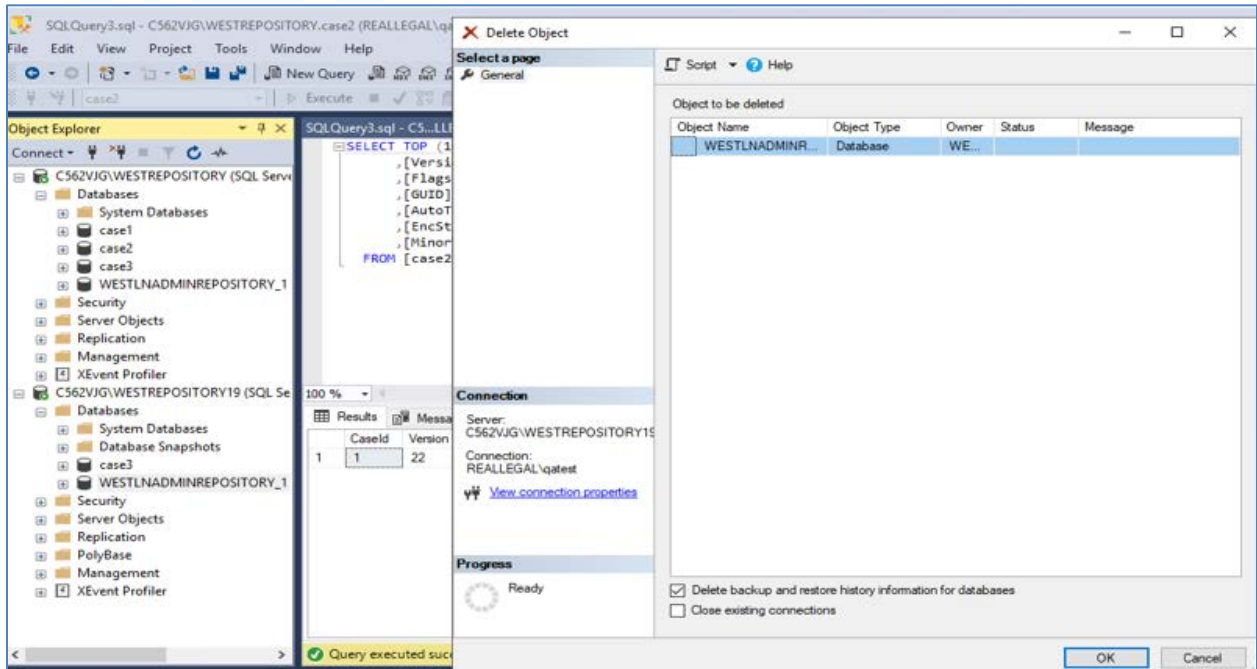 SQLQuery3.sql - C562VJG\WESTREPOSITORY.case2 (REALLEGAL\qa
File Edit View Project Tools Window Help
New Query
case2
Execute
Object Explorer
Connect
C562VJG\WESTREPOSITORY (SQL Serve
Databases
System Databases
case1
case2
case3
WESTLNADMINREPOSITORY_1
Security
Server Objects
Replication
Management
XEvent Profiler
C562VJG\WESTREPOSITORY19 (SQL Se
Databases
System Databases
Database Snapshots
case3
WESTLNADMINREPOSITORY_1
Security
Server Objects
Replication
PolyBase
Management
XEvent Profiler
SQLQuery3.sql - C5...LLE
SELECT TOP (1
,[Versi
,[Flags
,[GUID]
,[AutoT
,[EncSt
,[Minor
FROM [case2
100 %
Results Messa
CaseId Version
1 1 22
Query executed succ
Delete Object
Select a page
General
Script Help
Object to be deleted
Object Name Object Type Owner Status Message
WESTLNADMINR... Database WE...
Connection
Server:
C562VJG\WESTREPOSITORY19
Connection:
REALLEGAL\qatest
View connection properties
Progress
Ready
Delete backup and restore history information for databases
Close existing connections
OK Cancel